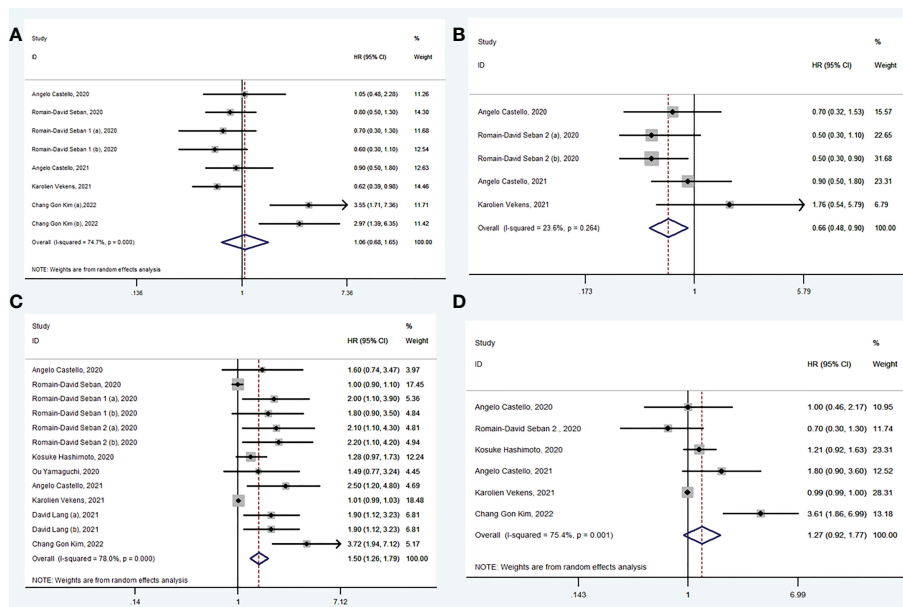 A
Study %
ID HR (95% CI) Weight
Angelo Castello, 2020 1.05 (0.48, 2.28) 11.26
Romain-David Seban, 2020 0.80 (0.50, 1.30) 14.30
Romain-David Seban 1 (a), 2020 0.70 (0.30, 1.30) 11.68
Romain-David Seban 1 (b), 2020 0.60 (0.30, 1.10) 12.54
Angelo Castello, 2021 0.90 (0.50, 1.80) 12.63
Karolien Vekens, 2021 0.62 (0.39, 0.98) 14.46
Chang Gon Kim (a),2022 3.55 (1.71, 7.36) 11.71
Chang Gon Kim (b), 2022 2.97 (1.39, 6.35) 11.42
Overall (I-squared = 74.7%, p = 0.000) 1.06 (0.68, 1.65) 100.00
NOTE: Weights are from random effects analysis
.136 1 7.36
B
Study %
ID HR (95% CI) Weight
Angelo Castello, 2020 0.70 (0.32, 1.53) 15.57
Romain-David Seban 2 (a), 2020 0.50 (0.30, 1.10) 22.65
Romain-David Seban 2 (b), 2020 0.50 (0.30, 0.90) 31.68
Angelo Castello, 2021 0.90 (0.50, 1.80) 23.31
Karolien Vekens, 2021 1.76 (0.54, 5.79) 6.79
Overall (I-squared = 23.6%, p = 0.264) 0.66 (0.48, 0.90) 100.00
NOTE: Weights are from random effects analysis
.173 1 5.79
C
Study %
ID HR (95% CI) Weight
Angelo Castello, 2020 1.60 (0.74, 3.47) 3.97
Romain-David Seban, 2020 1.00 (0.90, 1.10) 17.45
Romain-David Seban 1 (a), 2020 2.00 (1.10, 3.90) 5.36
Romain-David Seban 1 (b), 2020 1.80 (0.90, 3.50) 4.84
Romain-David Seban 2 (a), 2020 2.10 (1.10, 4.30) 4.81
Romain-David Seban 2 (b), 2020 2.20 (1.10, 4.20) 4.94
Kosuke Hashimoto, 2020 1.28 (0.97, 1.73) 12.24
Ou Yamaguchi, 2020 1.49 (0.77, 3.24) 4.45
Angelo Castello, 2021 2.50 (1.20, 4.80) 4.69
Karolien Vekens, 2021 1.01 (0.99, 1.03) 18.48
David Lang (a), 2021 1.90 (1.12, 3.23) 6.81
David Lang (b), 2021 1.90 (1.12, 3.23) 6.81
Chang Gon Kim, 2022 3.72 (1.94, 7.12) 5.17
Overall (I-squared = 78.0%, p = 0.000) 1.50 (1.26, 1.79) 100.00
NOTE: Weights are from random effects analysis
.14 1 7.12
D
Study %
ID HR (95% CI) Weight
Angelo Castello, 2020 1.00 (0.46, 2.17) 10.95
Romain-David Seban 2 , 2020 0.70 (0.30, 1.30) 11.74
Kosuke Hashimoto, 2020 1.21 (0.92, 1.63) 23.31
Angelo Castello, 2021 1.80 (0.90, 3.60) 12.52
Karolien Vekens, 2021 0.99 (0.99, 1.00) 28.31
Chang Gon Kim, 2022 3.61 (1.86, 6.99) 13.18
Overall (I-squared = 75.4%, p = 0.001) 1.27 (0.92, 1.77) 100.00
NOTE: Weights are from random effects analysis
.143 1 6.99